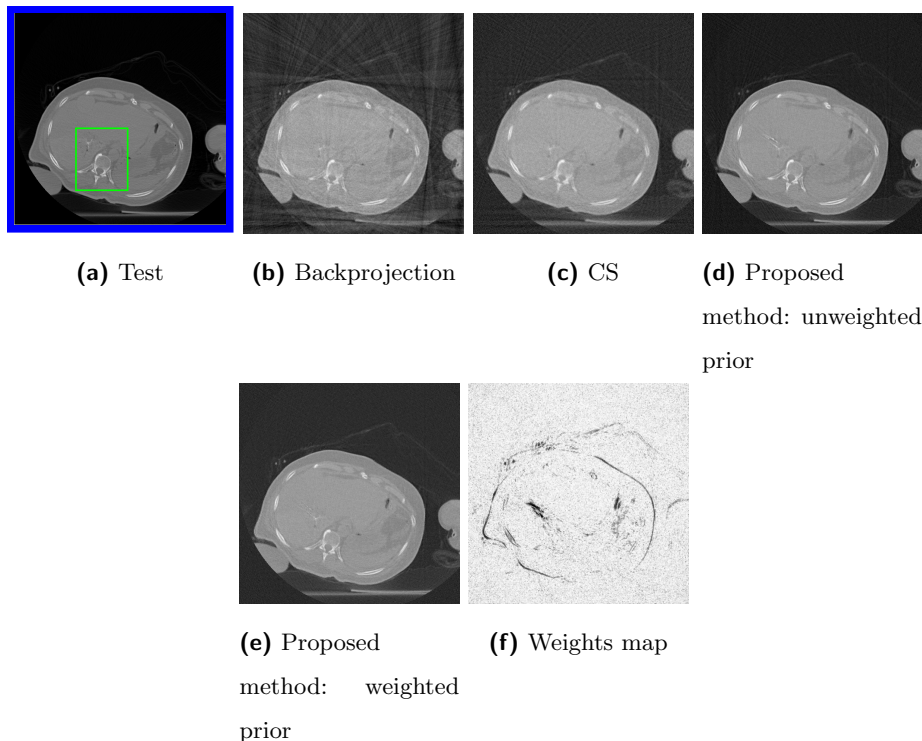 (a) Test
(b) Backprojection
(c) CS
(d) Proposed
method: unweighted
prior
(e) Proposed
method: weighted
prior
(f) Weights map